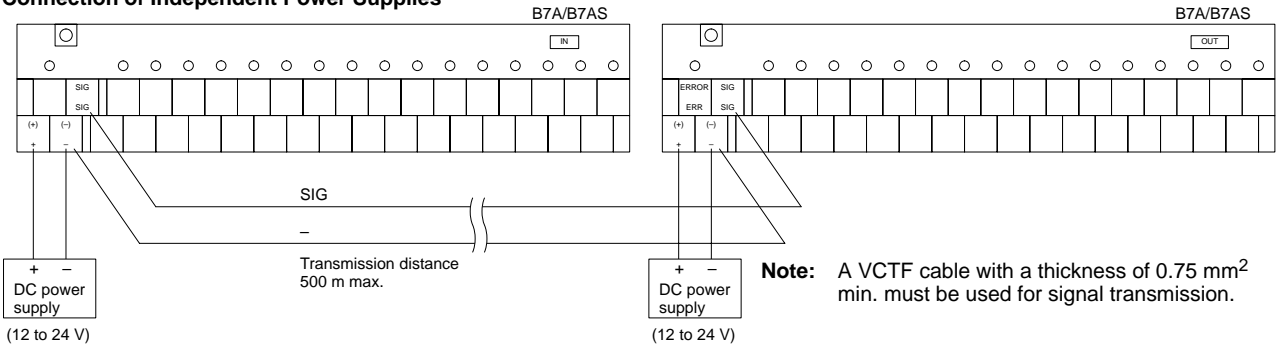 Connection of Independent Power Supplies
B7A/B7AS
B7A/B7AS
IN
OUT
SIG
SIG
(+) (–)
+ –
ERROR SIG
ERR SIG
(+) (–)
+ –
SIG
–
Transmission distance
500 m max.
+ –
DC power
supply
(12 to 24 V)
+ –
DC power
supply
(12 to 24 V)
Note: A VCTF cable with a thickness of 0.75 mm2
min. must be used for signal transmission.